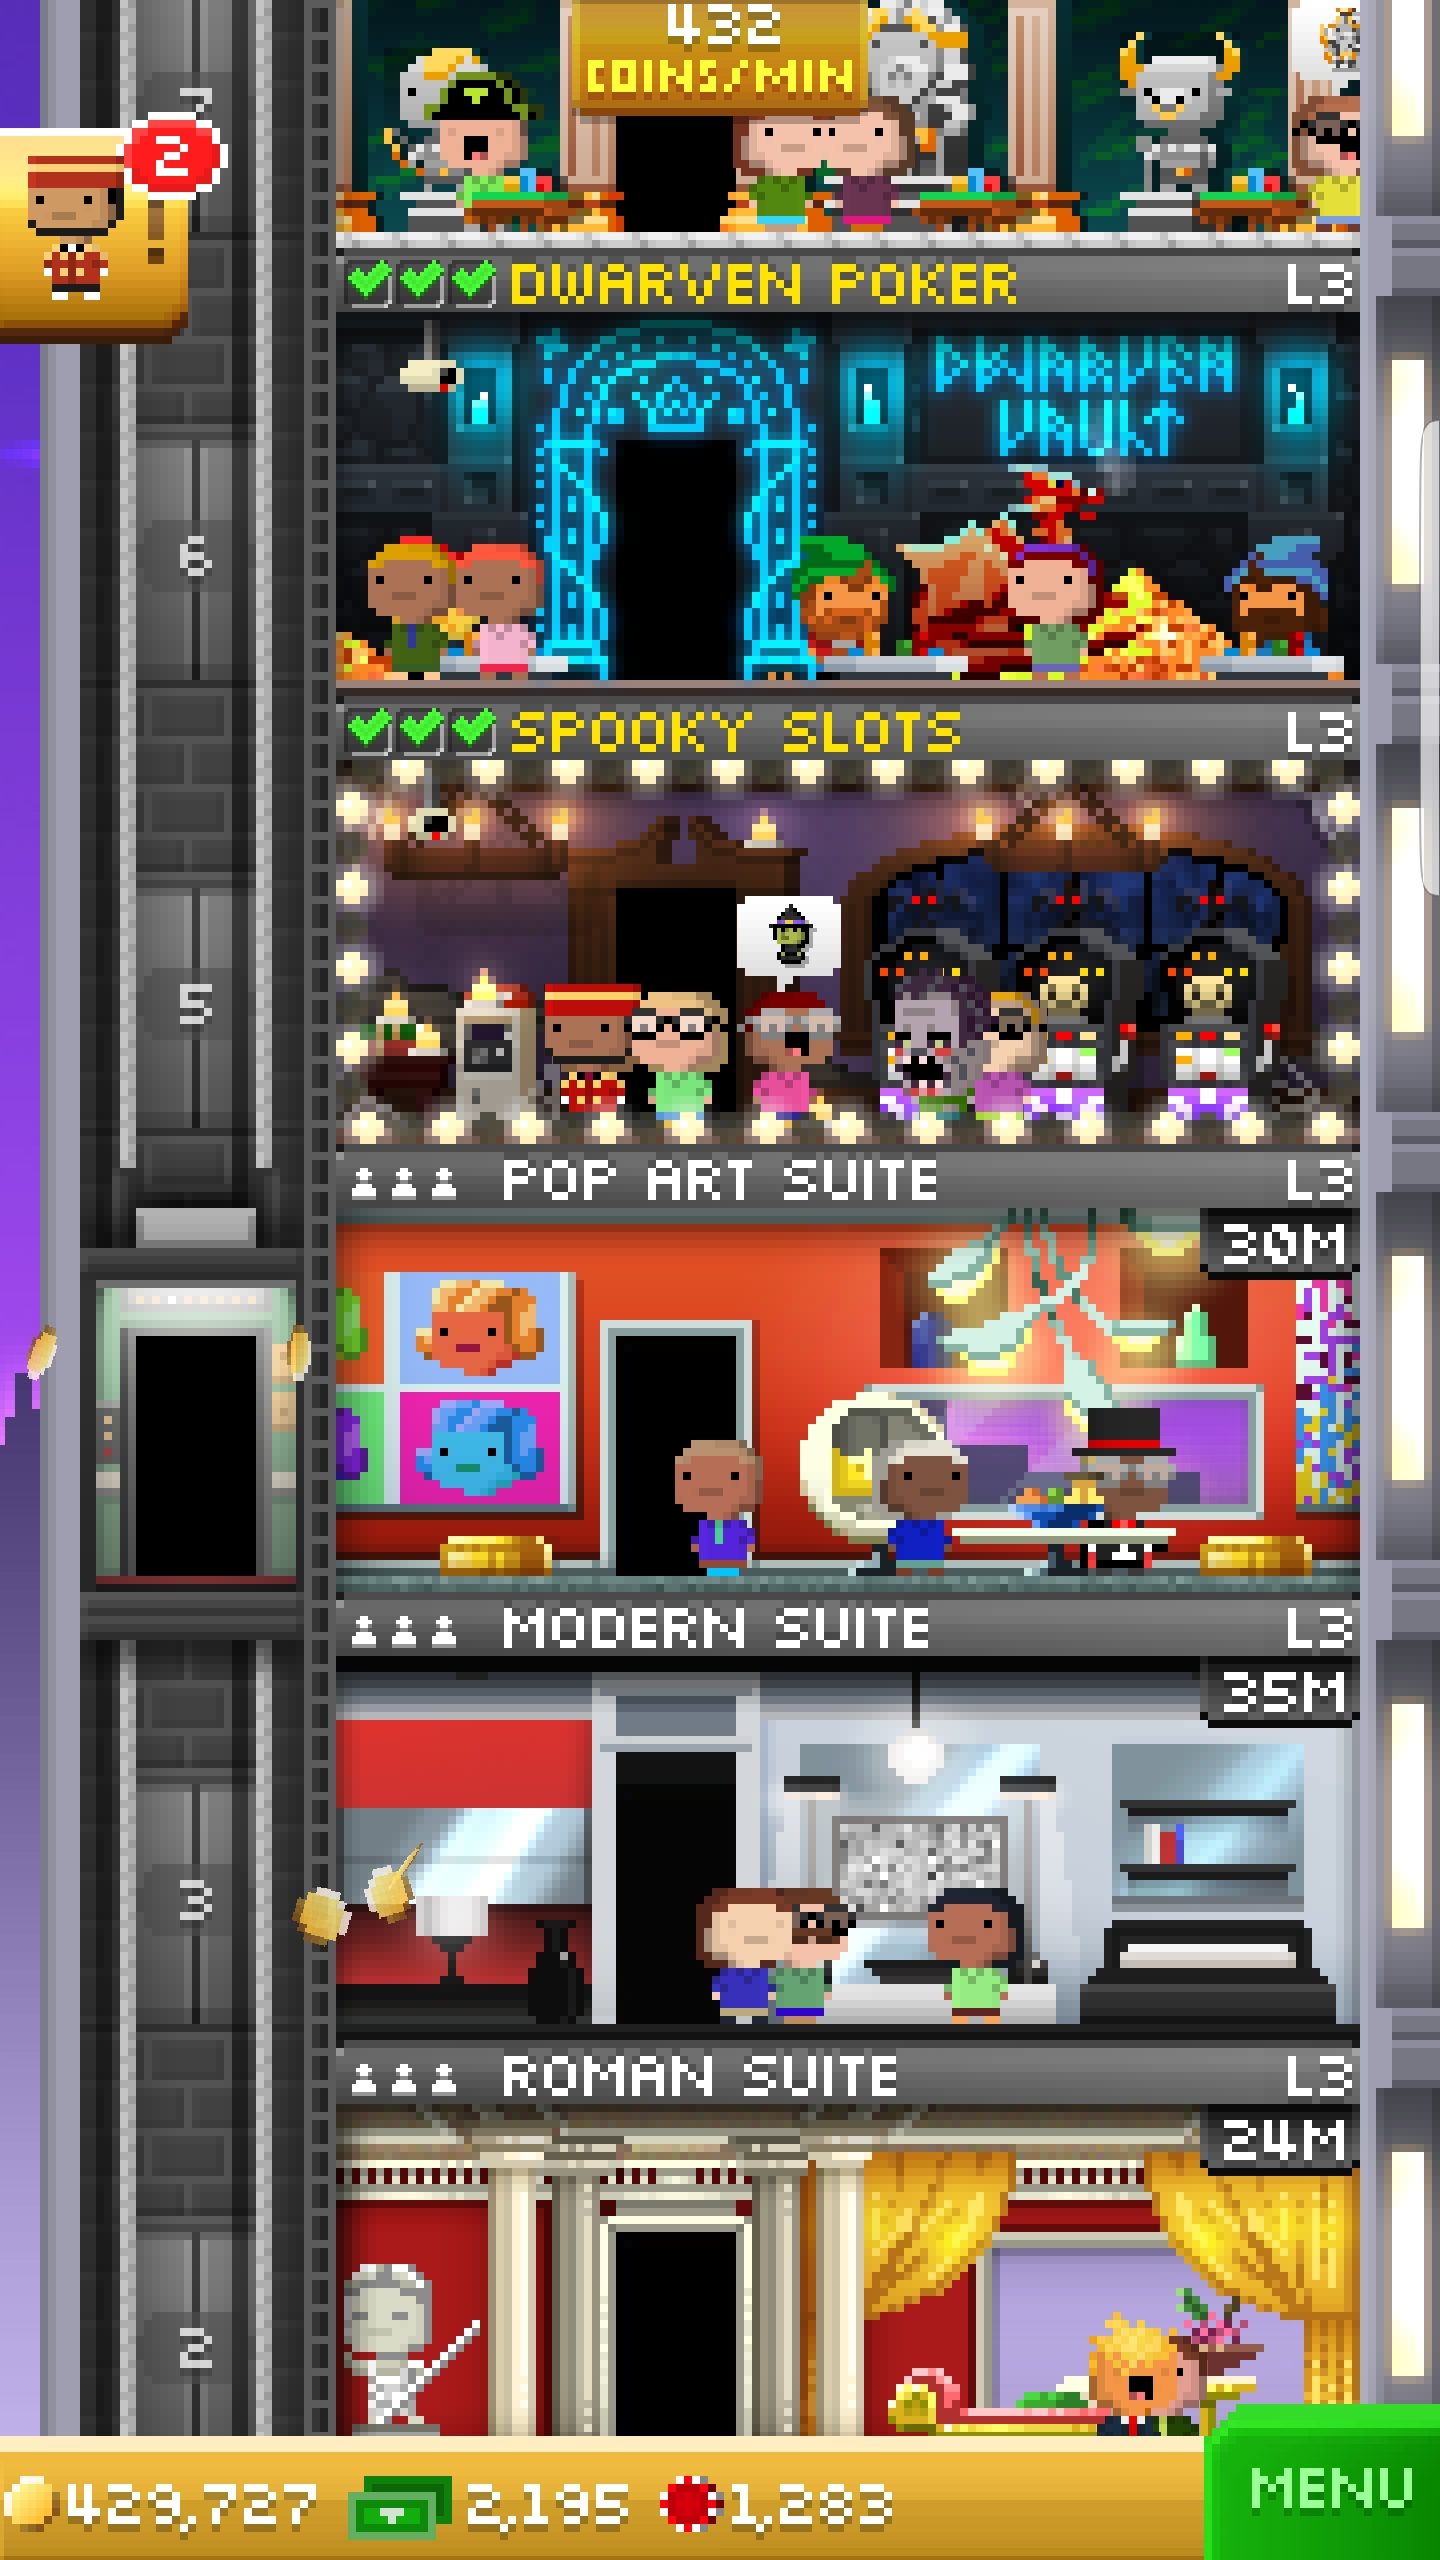 432
COINS/MIN
7
2
DWARVEN POKER L3
DWARVEN
VAULT
6
SPOOKY SLOTS L3
5
POP ART SUITE L3
30M
MODERN SUITE L3
35M
3
ROMAN SUITE L3
24M
2
429,727 2,195 1,283 MENU